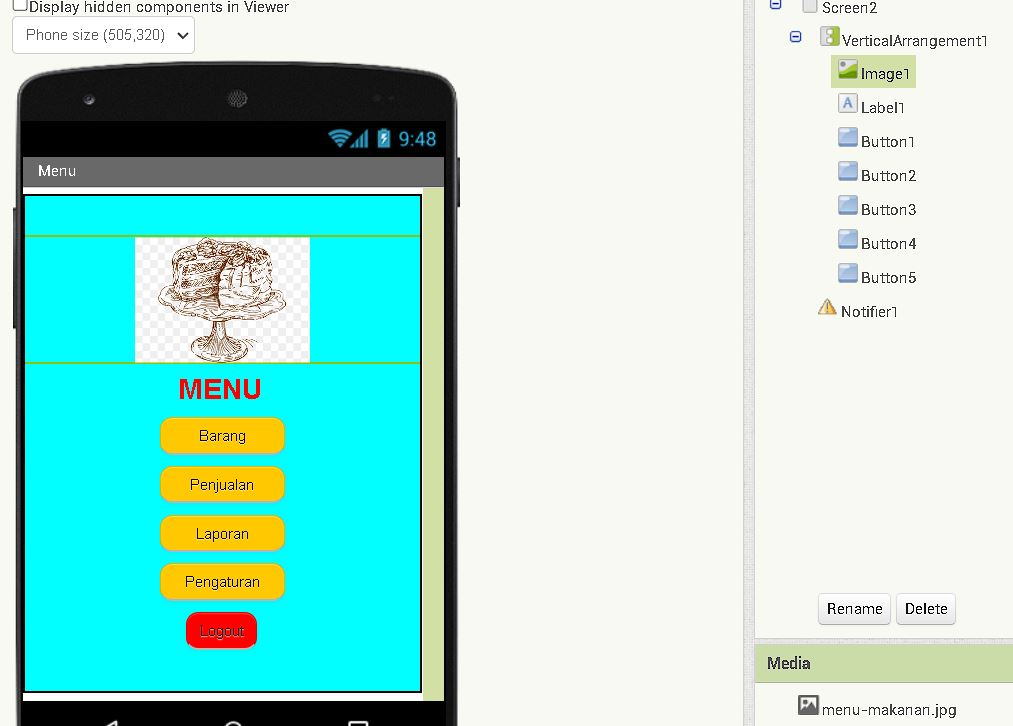 Display hidden components in Viewer
Phone size (505,320)
9:48
Menu
MENU
Barang
Penjualan
Laporan
Pengaturan
Logout
Screen2
VerticalArrangement1
Image1
A Label1
Button1
Button2
Button3
Button4
Button5
Notifier1
Rename Delete
Media
menu-makanan.jpg